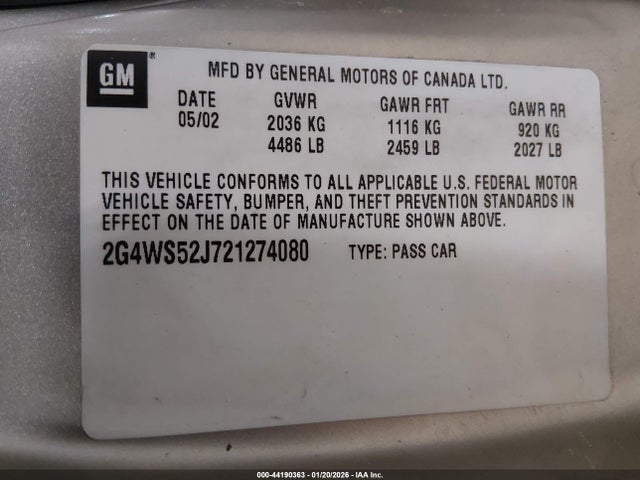 GM®
MFD BY GENERAL MOTORS OF CANADA LTD.
DATE GVWR GAWR FRT GAWR RR
05/02 2036 KG 1116 KG 920 KG
4486 LB 2459 LB 2027 LB
THIS VEHICLE CONFORMS TO ALL APPLICABLE U.S. FEDERAL MOTOR
VEHICLE SAFETY, BUMPER, AND THEFT PREVENTION STANDARDS IN
EFFECT ON THE DATE OF MANUFACTURE SHOWN ABOVE.
2G4WS52J721274080 TYPE: PASS CAR
000-44190363 - 01/20/2026 - IAA Inc.